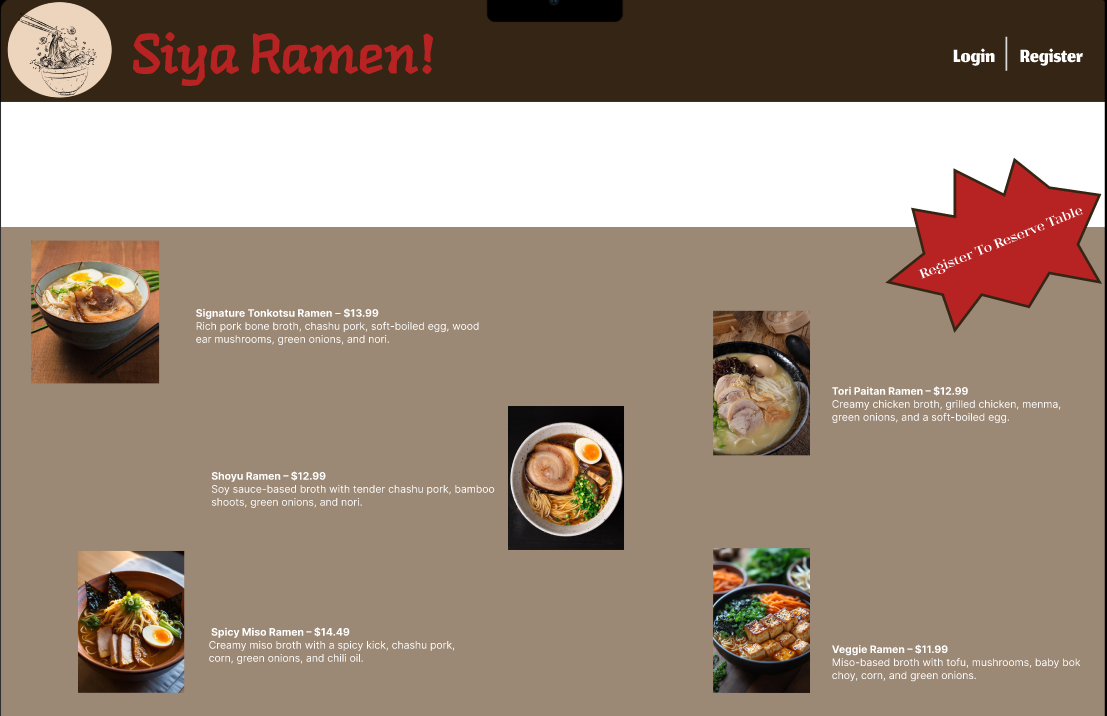 Siya Ramen!
Login
Register
Register To Reserve Table
Signature Tonkotsu Ramen – $13.99
Rich pork bone broth, chashu pork, soft-boiled egg, wood
ear mushrooms, green onions, and nori.
Tori Paitan Ramen – $12.99
Creamy chicken broth, grilled chicken, menma,
green onions, and a soft-boiled egg.
Shoyu Ramen – $12.99
Soy sauce-based broth with tender chashu pork, bamboo
shoots, green onions, and nori.
Spicy Miso Ramen – $14.49
Creamy miso broth with a spicy kick, chashu pork,
corn, green onions, and chili oil.
Veggie Ramen – $11.99
Miso-based broth with tofu, mushrooms, baby bok
choy, corn, and green onions.